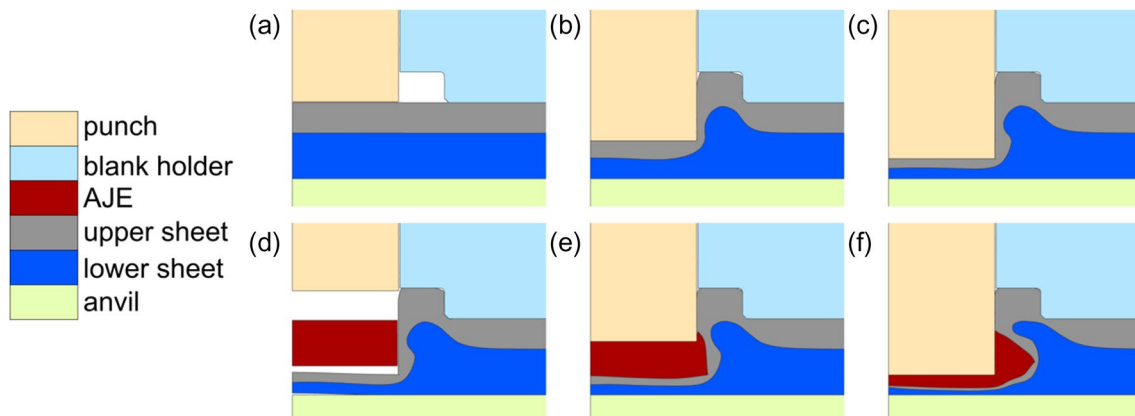 (a)
(b)
(c)
punch
blank holder
AJE
upper sheet
lower sheet
anvil
(d)
(e)
(f)